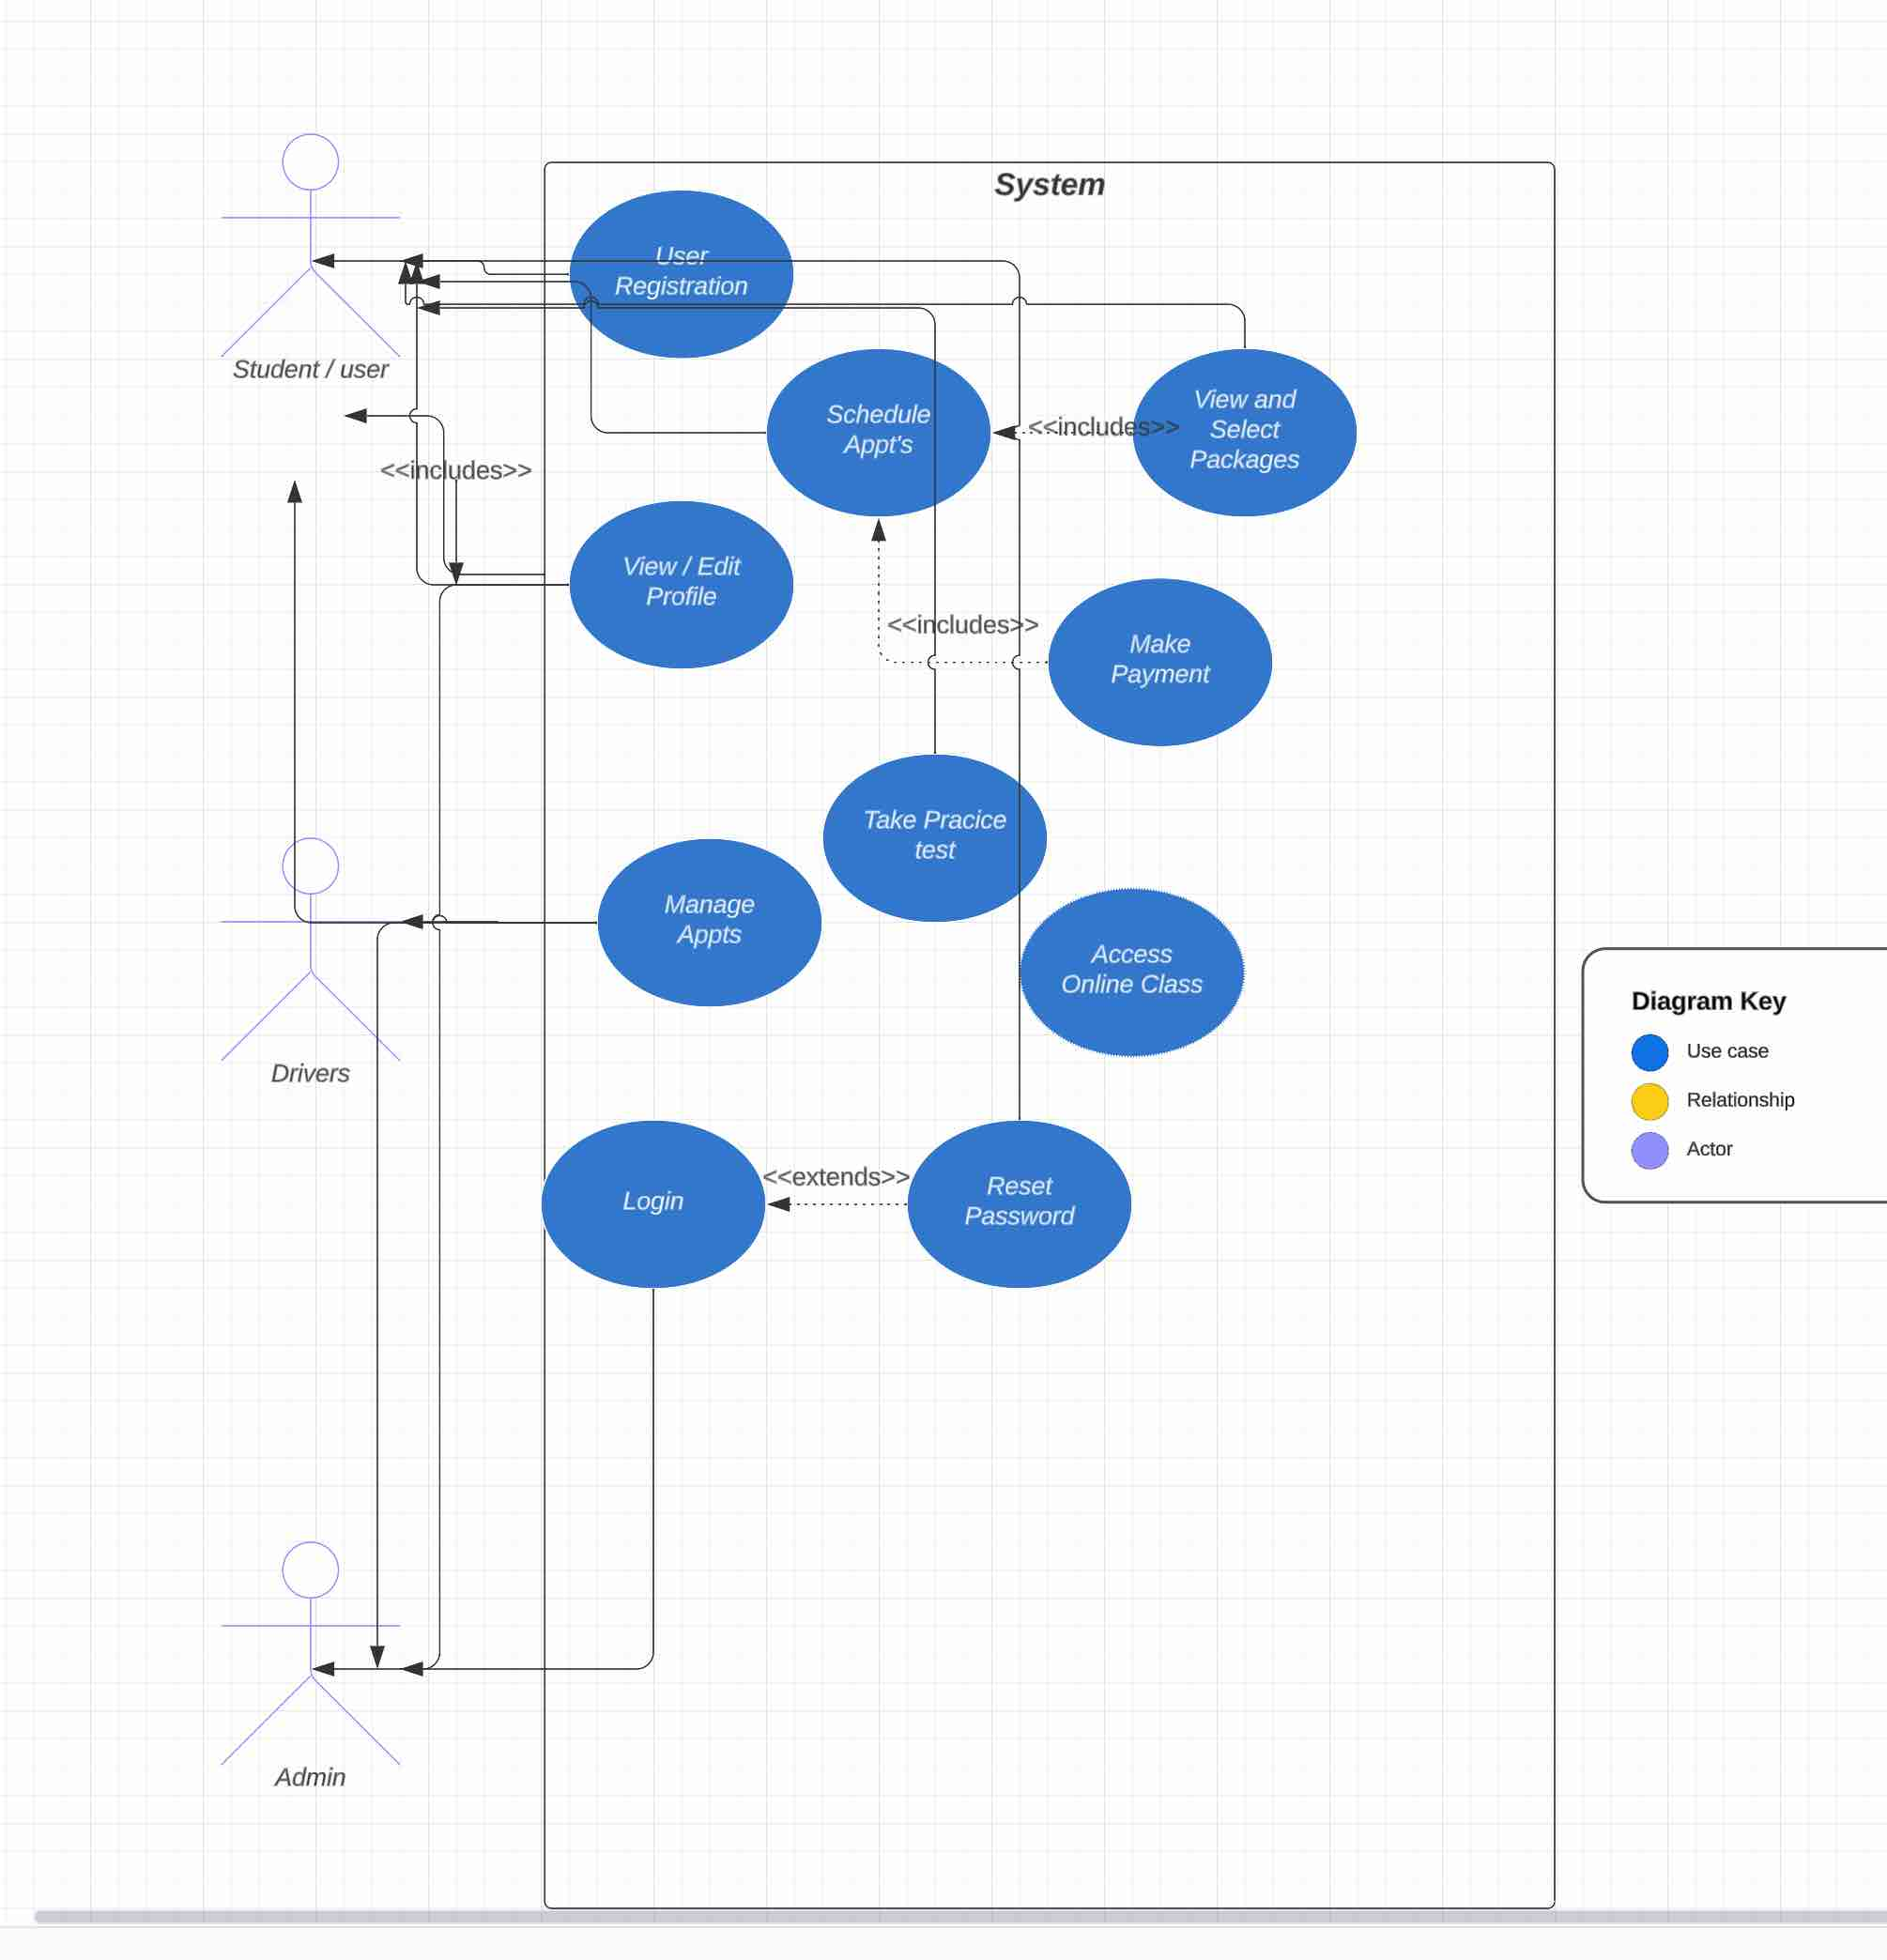 System
User
Registration
Student / user
Schedule
Appt's
<<includes>>
View and
Select
Packages
<<includes>>
View / Edit
Profile
<<includes>>
Make
Payment
Take Pracice
test
Manage
Appts
Access
Online Class
Drivers
Diagram Key
Use case
Relationship
Actor
Login
<<extends>>
Reset
Password
Admin